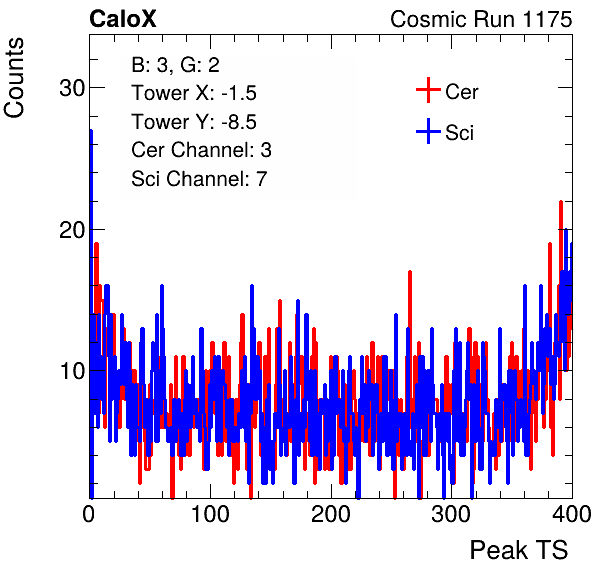 CaloX Cosmic Run 1175
Counts
B: 3, G: 2
Tower X: -1.5
Tower Y: -8.5
Cer Channel: 3
Sci Channel: 7
Cer
Sci
30
20
10
0 100 200 300 400
Peak TS